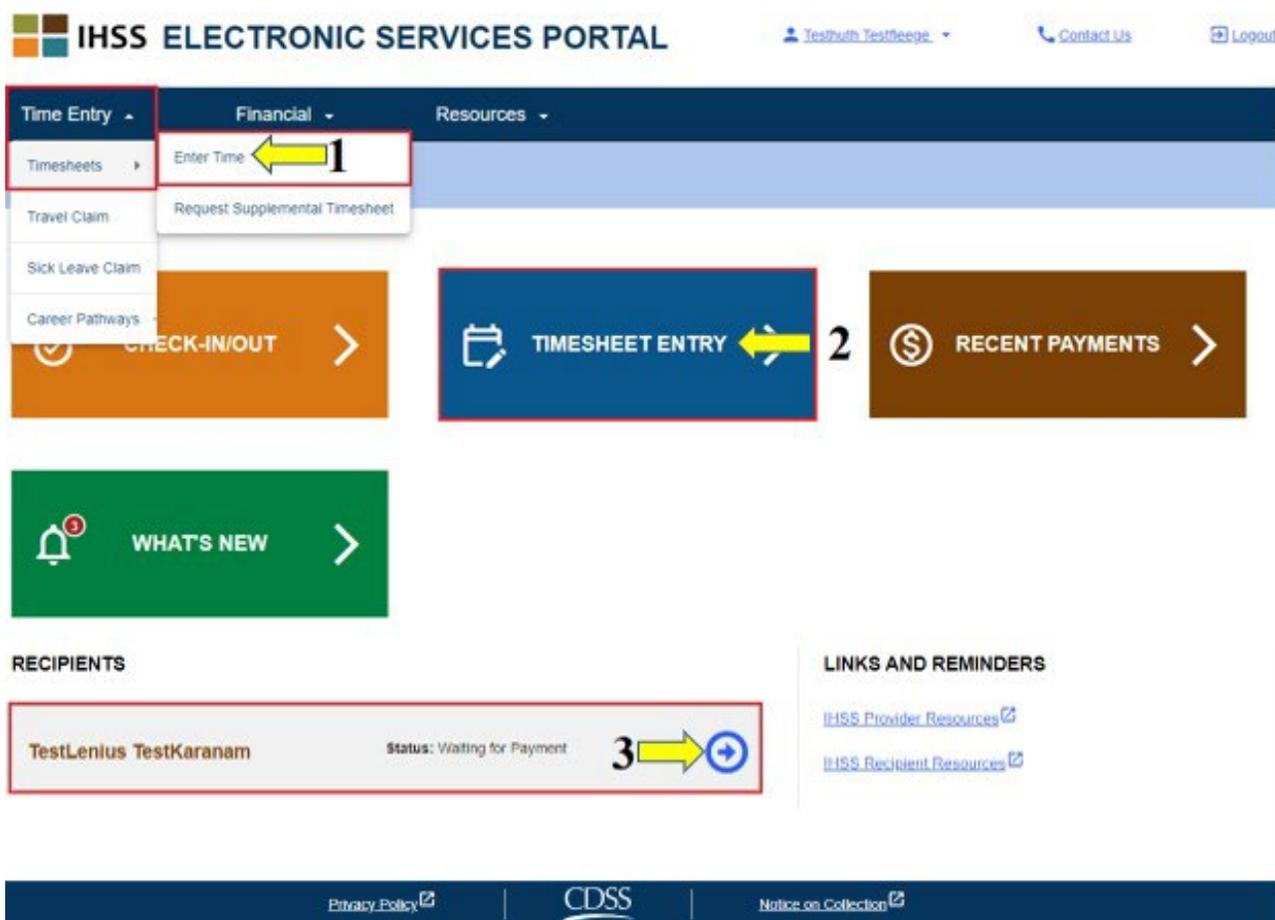 IHSS ELECTRONIC SERVICES PORTAL
Testhuth Testfleege
Contact Us
Logout
Time Entry
Financial
Resources
Timesheets
Enter Time
1
Travel Claim
Request Supplemental Timesheet
Sick Leave Claim
Career Pathways
CHECK-IN/OUT
TIMESHEET ENTRY
2
RECENT PAYMENTS
3
WHAT'S NEW
RECIPIENTS
LINKS AND REMINDERS
TestLenius TestKaranam
Status: Waiting for Payment
3
IHSS Provider Resources
IHSS Recipient Resources
Privacy Policy
CDSS
Notice on Collection